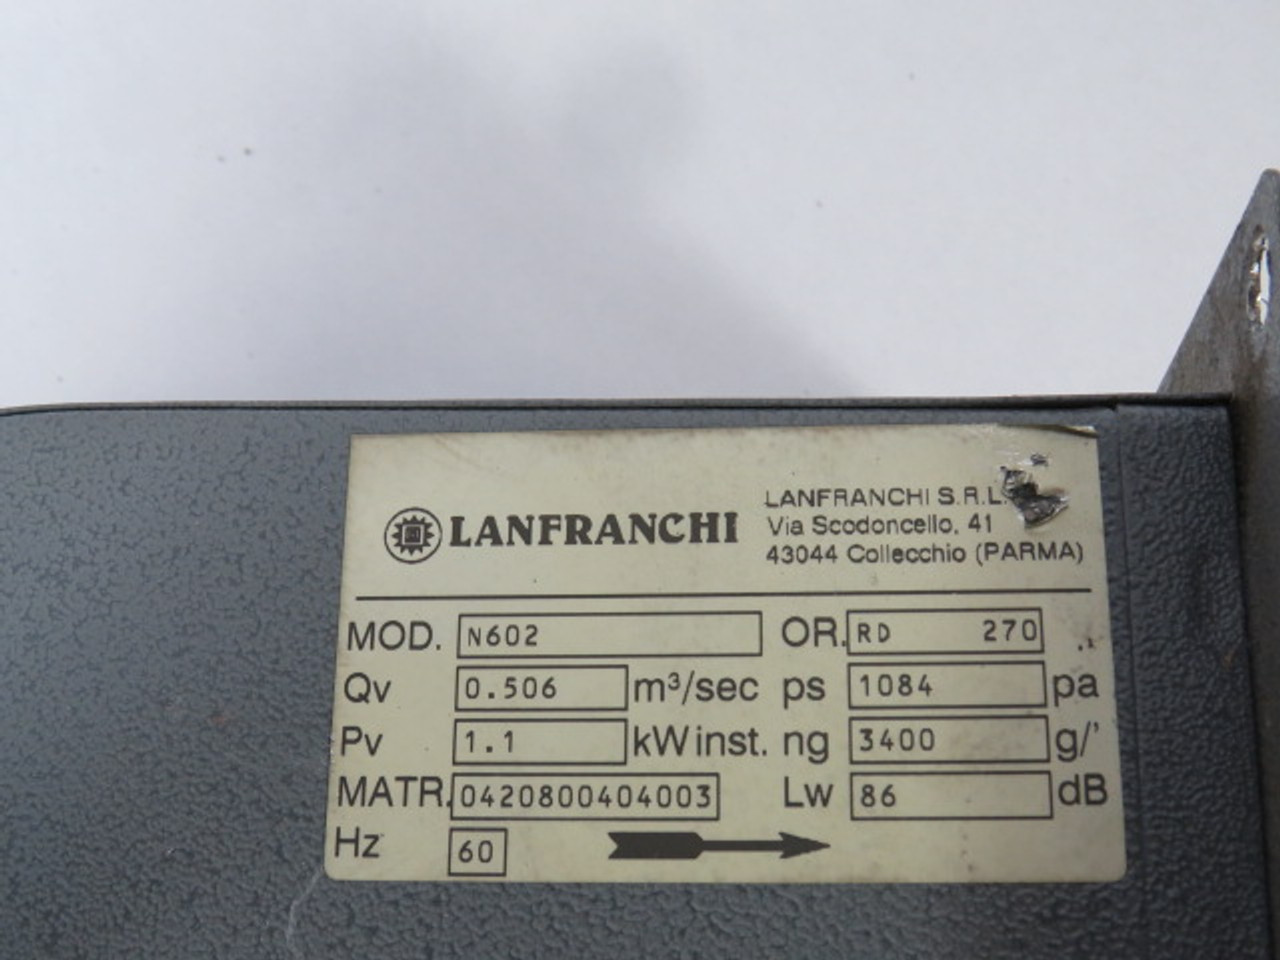 LANFRANCHI
LANFRANCHI S.R.L.
Via Scodoncello, 41
43044 Collecchio (PARMA)
MOD. N602 OR. RD 270
Qv 0.506 m³/sec ps 1084 pa
Pv 1.1 kW inst. ng 3400 g/'
MATR. 0420800404003 Lw 86 dB
Hz 60